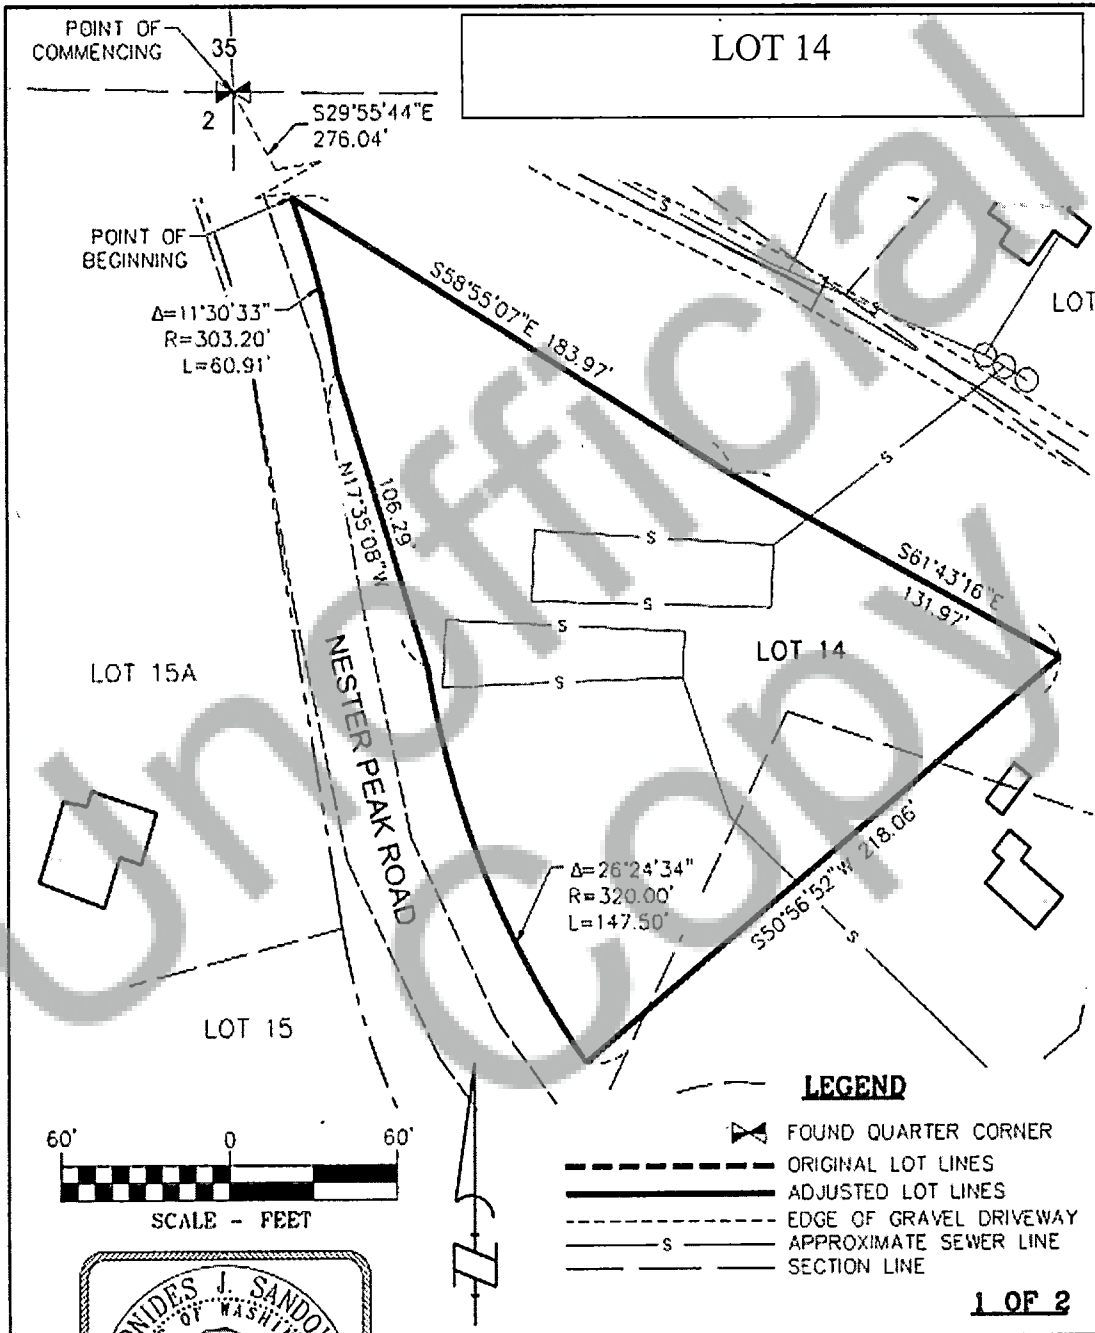 POINT OF
COMMENCING
35
2
S29°55'44"E
276.04'
LOT 14
POINT OF
BEGINNING
Δ=11°30'33"
R=303.20'
L=60.91'
S58°55'07"E 183.97'
LOT
S
S
S
N17°35'08"W
106.29'
S
S
S
S
S61°43'16"E
131.97'
LOT 14
LOT 15A
NESTER PEAK ROAD
Δ=26°24'34"
R=320.00'
L=147.50'
S50°56'52"W 218.06'
S
LOT 15
Unofficial
Copy
LEGEND
FOUND QUARTER CORNER
ORIGINAL LOT LINES
ADJUSTED LOT LINES
EDGE OF GRAVEL DRIVEWAY
S APPROXIMATE SEWER LINE
SECTION LINE
60' 0 60'
SCALE - FEET
N
ONIDES J. SANDO
OF WASHI
1 OF 2